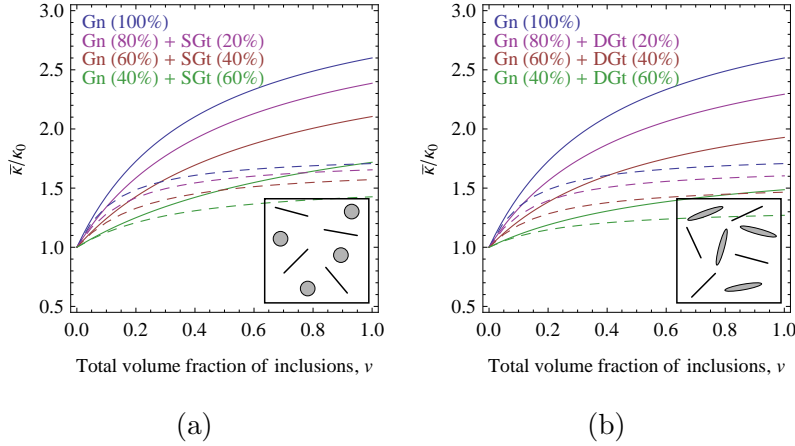 3.0
2.5
2.0
1.5
1.0
0.5
κ̄/κ₀
Gn (100%)
Gn (80%) + SGt (20%)
Gn (60%) + SGt (40%)
Gn (40%) + SGt (60%)
0.0 0.2 0.4 0.6 0.8 1.0
Total volume fraction of inclusions, v
(a)
3.0
2.5
2.0
1.5
1.0
0.5
κ̄/κ₀
Gn (100%)
Gn (80%) + DGt (20%)
Gn (60%) + DGt (40%)
Gn (40%) + DGt (60%)
0.0 0.2 0.4 0.6 0.8 1.0
Total volume fraction of inclusions, v
(b)